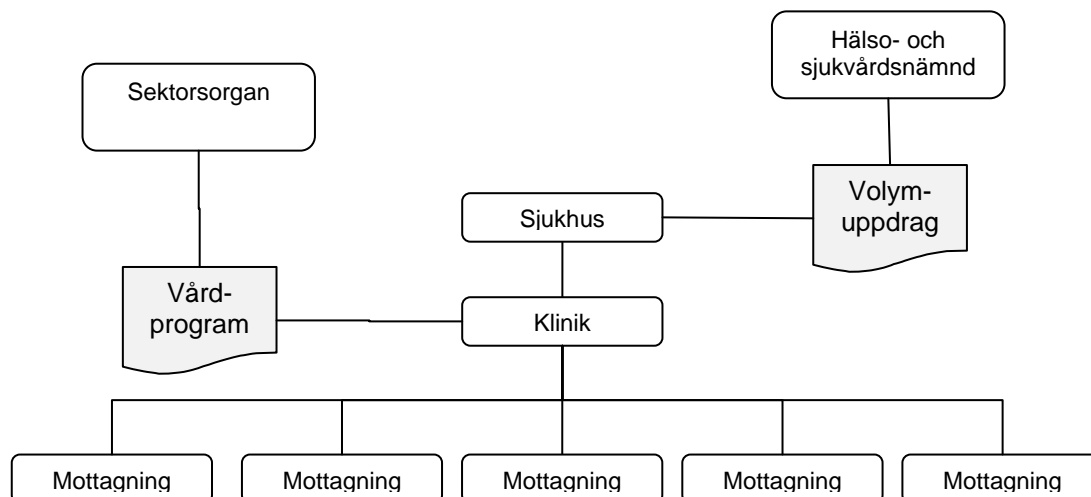 Hälso- och
sjukvårdsnämnd
Sektorsorgan
Volym-
uppdrag
Sjukhus
Vård-
program
Klinik
Mottagning
Mottagning
Mottagning
Mottagning
Mottagning